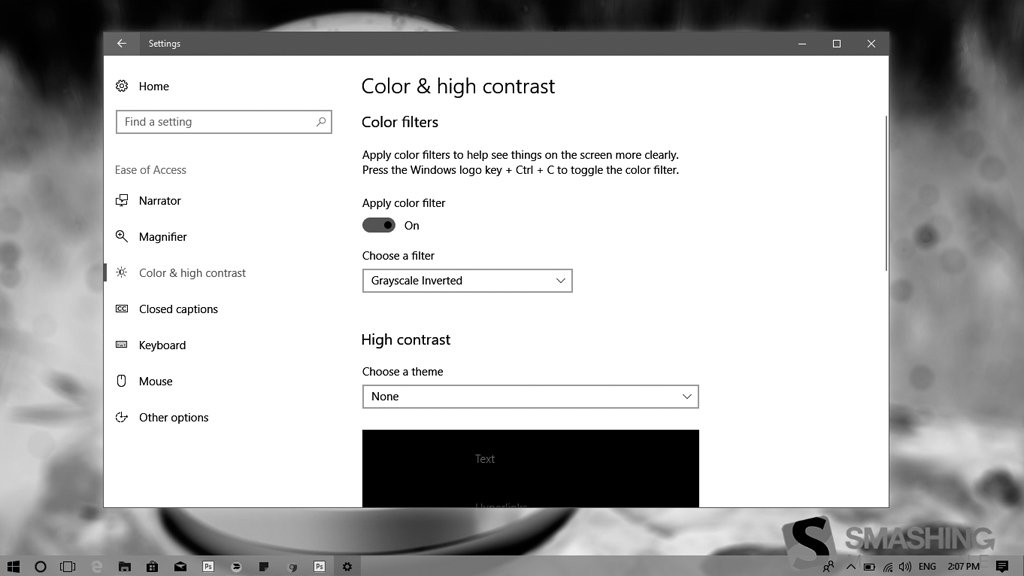 Settings
Home
Color & high contrast
Find a setting
Color filters
Apply color filters to help see things on the screen more clearly.
Press the Windows logo key + Ctrl + C to toggle the color filter.
Ease of Access
Narrator
Apply color filter
On
Magnifier
Choose a filter
Color & high contrast
Grayscale Inverted
Closed captions
High contrast
Keyboard
Choose a theme
Mouse
None
Other options
Text
Hyperlinks
SMASHING
Ps
Ps
ENG
2:07 PM